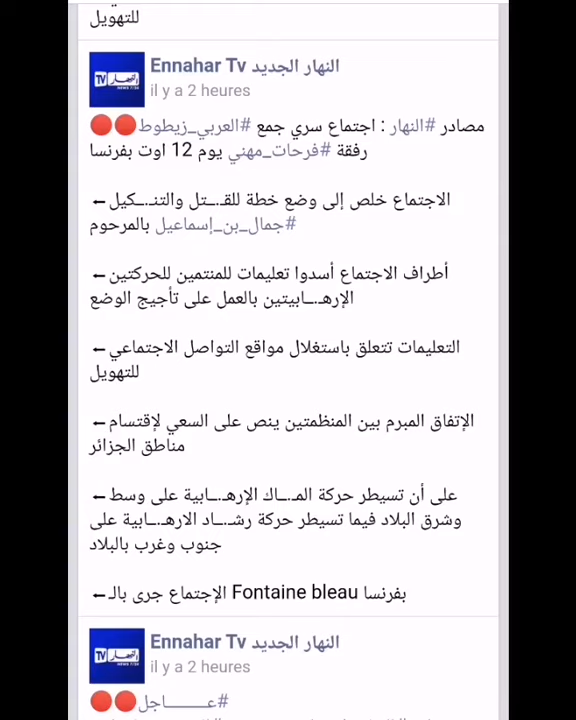 للتهويل
Ennahar Tv النهار الجديد
il y a 2 heures
مصادر #النهار : اجتماع سري جمع #العربي_زيطوط
رفقة #فرحات_مهني يوم 12 اوت بفرنسا
الاجتماع خلص إلى وضع خطة للقـ.ـتل والتنـ.ـكيل
#جمال_بن_إسماعيل بالمرحوم
أطراف الاجتماع أسدوا تعليمات للمنتمين للحركتين
الإرهـ.ـابيتين بالعمل على تأجيج الوضع
التعليمات تتعلق باستغلال مواقع التواصل الاجتماعي
للتهويل
الإتفاق المبرم بين المنظمتين ينص على السعي لإقتسام
مناطق الجزائر
على أن تسيطر حركة المـ.ـاك الإرهـ.ـابية على وسط
وشرق البلاد فيما تسيطر حركة رشـ.ـاد الارهـ.ـابية على
جنوب وغرب بالبلاد
بفرنسا Fontaine bleau الإجتماع جرى بالـ
Ennahar Tv النهار الجديد
il y a 2 heures
#عـــــــاجل